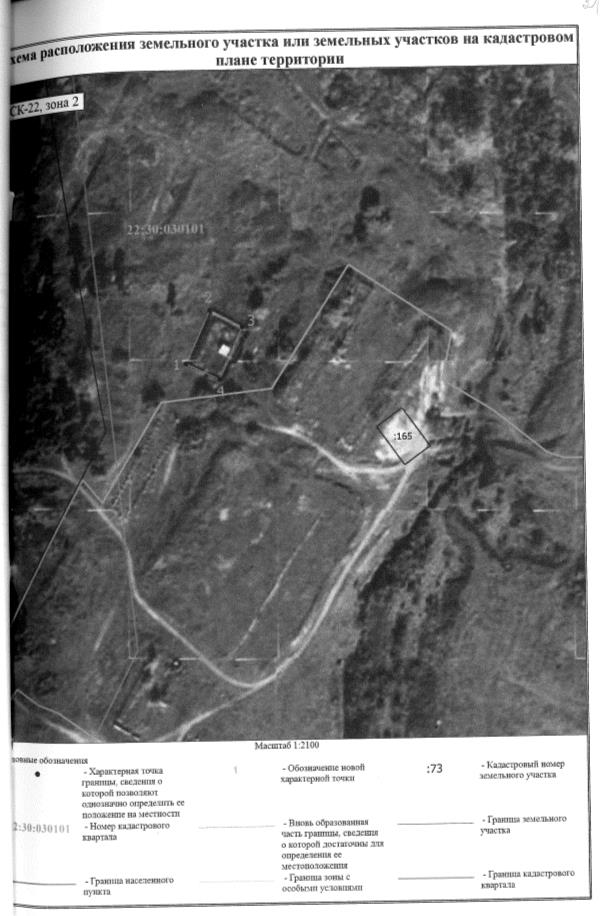 хема расположения земельного участка или земельных участков на кадастровом
плане территории
СК-22, зона 2
22:30:030101
2
3
1
4
:165
Масштаб 1:2100
овные обозначения
- Характерная точка
границы, сведения о
которой позволяют
однозначно определить ее
положение на местности
1
- Обозначение новой
характерной точки
:73
- Кадастровый номер
земельного участка
2:30:030101
- Номер кадастрового
квартала
- Вновь образованная
часть границы, сведения
о которой достаточны для
определения ее
местоположения
- Граница земельного
участка
- Граница населенного
пункта
- Граница зоны с
особыми условиями
- Граница кадастрового
квартала